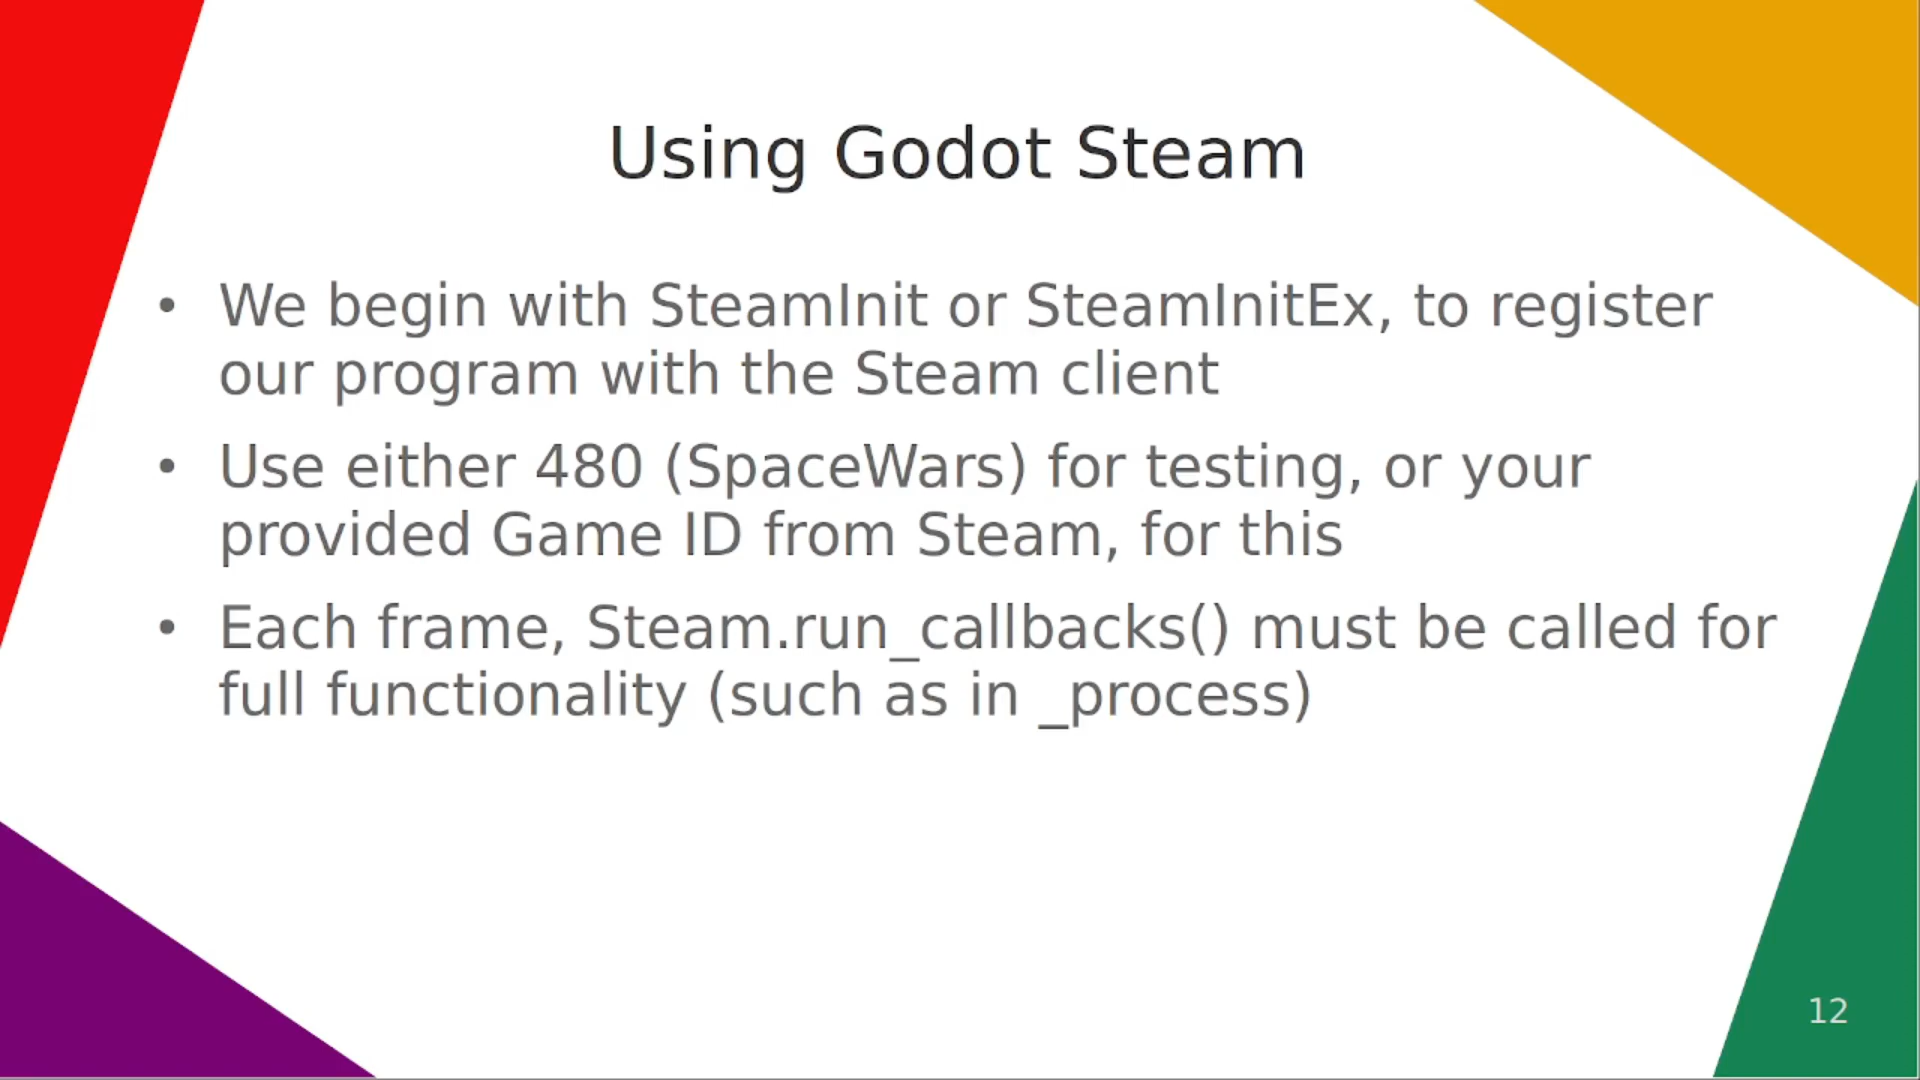 Using Godot Steam
• We begin with SteamInit or SteamInitEx, to register
our program with the Steam client
• Use either 480 (SpaceWars) for testing, or your
provided Game ID from Steam, for this
• Each frame, Steam.run_callbacks() must be called for
full functionality (such as in _process)
12